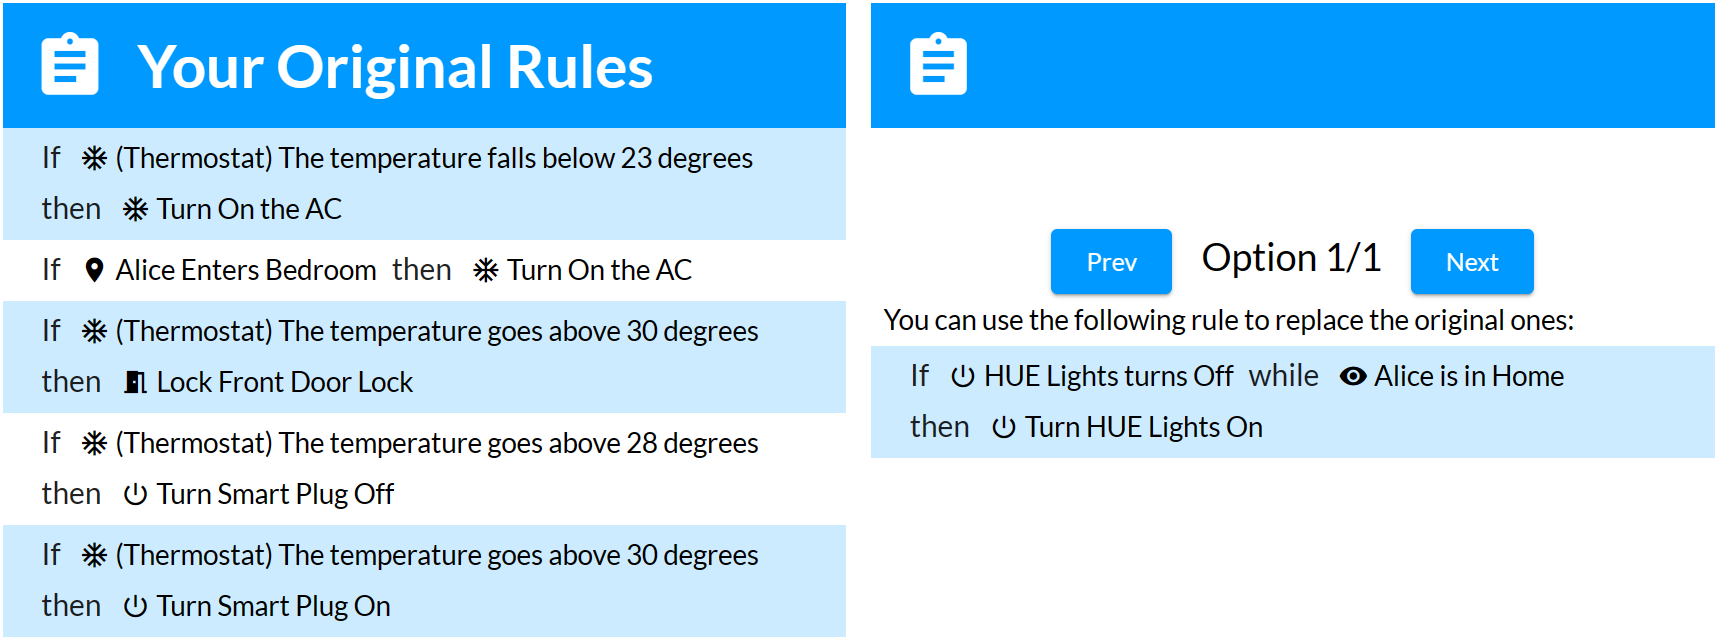 Your Original Rules
If (Thermostat) The temperature falls below 23 degrees
then Turn On the AC
If Alice Enters Bedroom then Turn On the AC
If (Thermostat) The temperature goes above 30 degrees
then Lock Front Door Lock
If (Thermostat) The temperature goes above 28 degrees
then Turn Smart Plug Off
If (Thermostat) The temperature goes above 30 degrees
then Turn Smart Plug On
Prev Option 1/1 Next
You can use the following rule to replace the original ones:
If HUE Lights turns Off while Alice is in Home
then Turn HUE Lights On